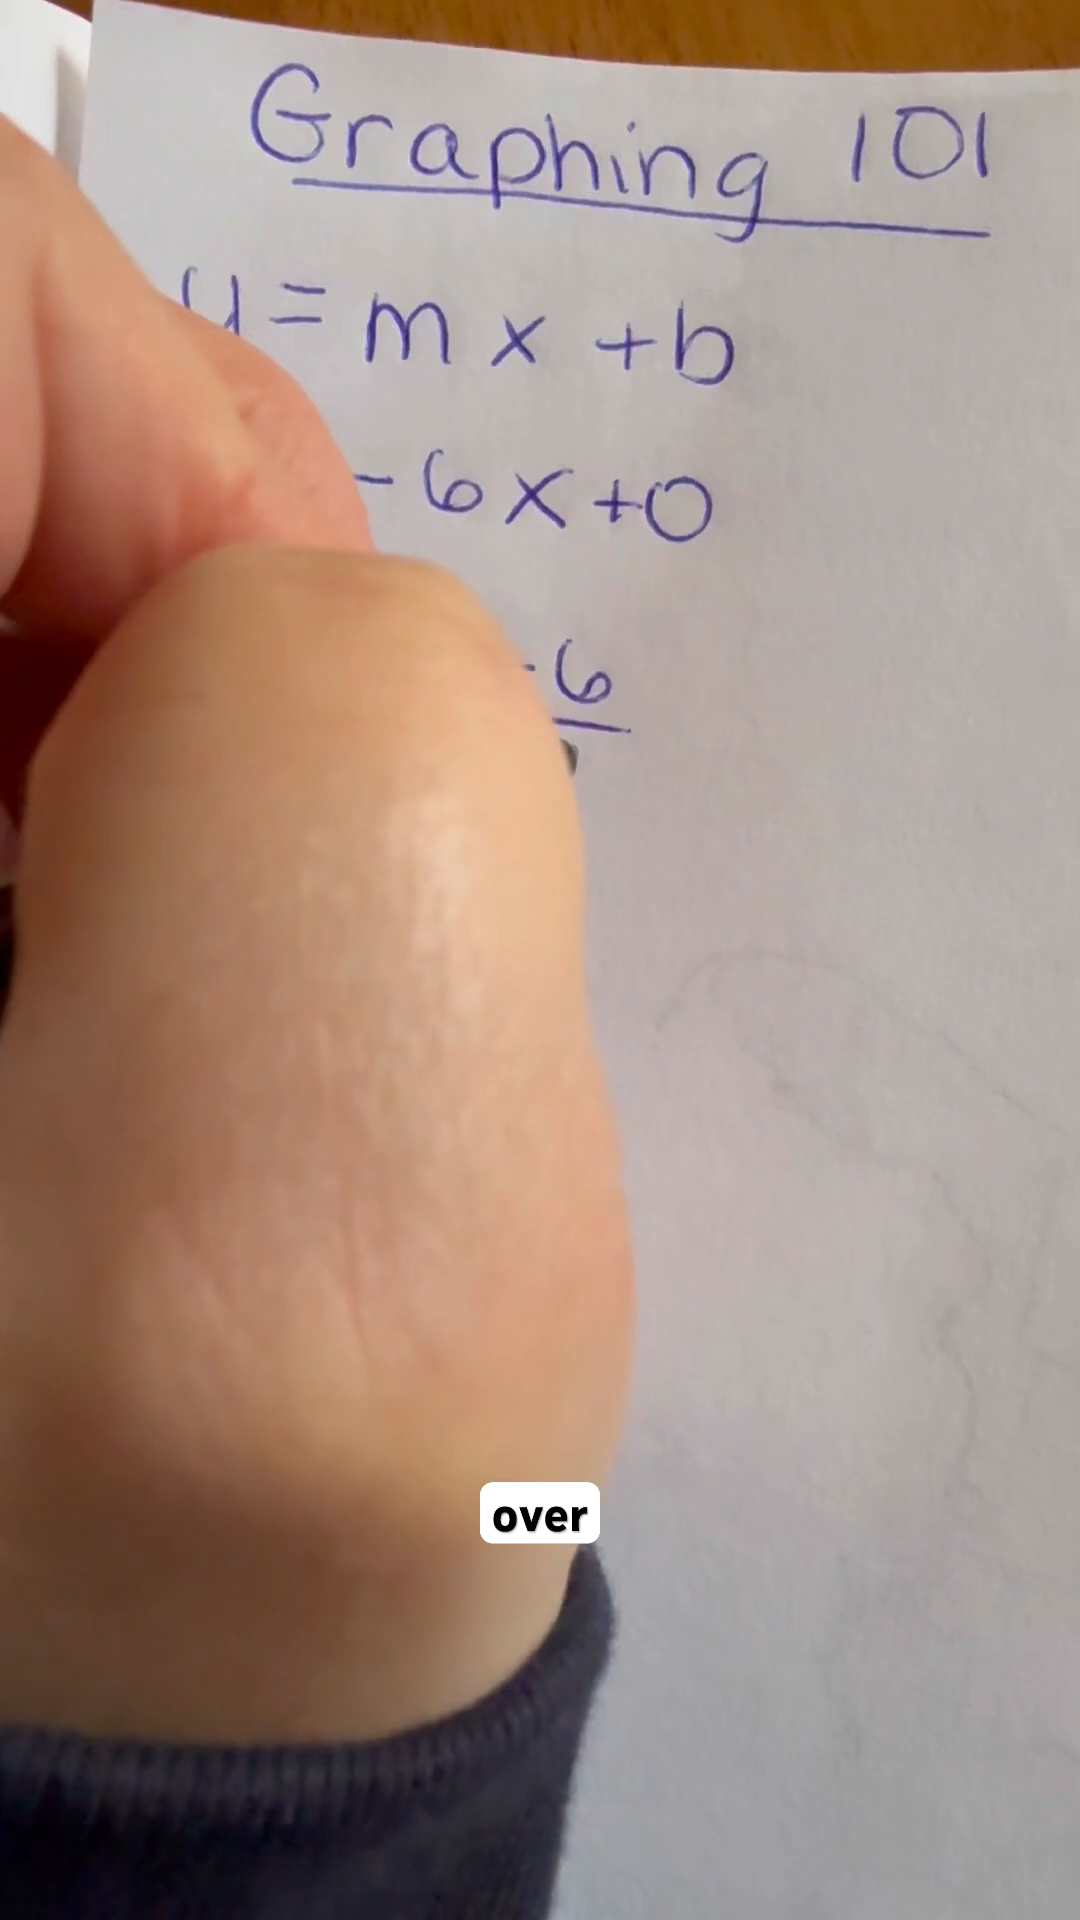 Graphing 101
y = mx + b
- 6x + 0
- 6
over